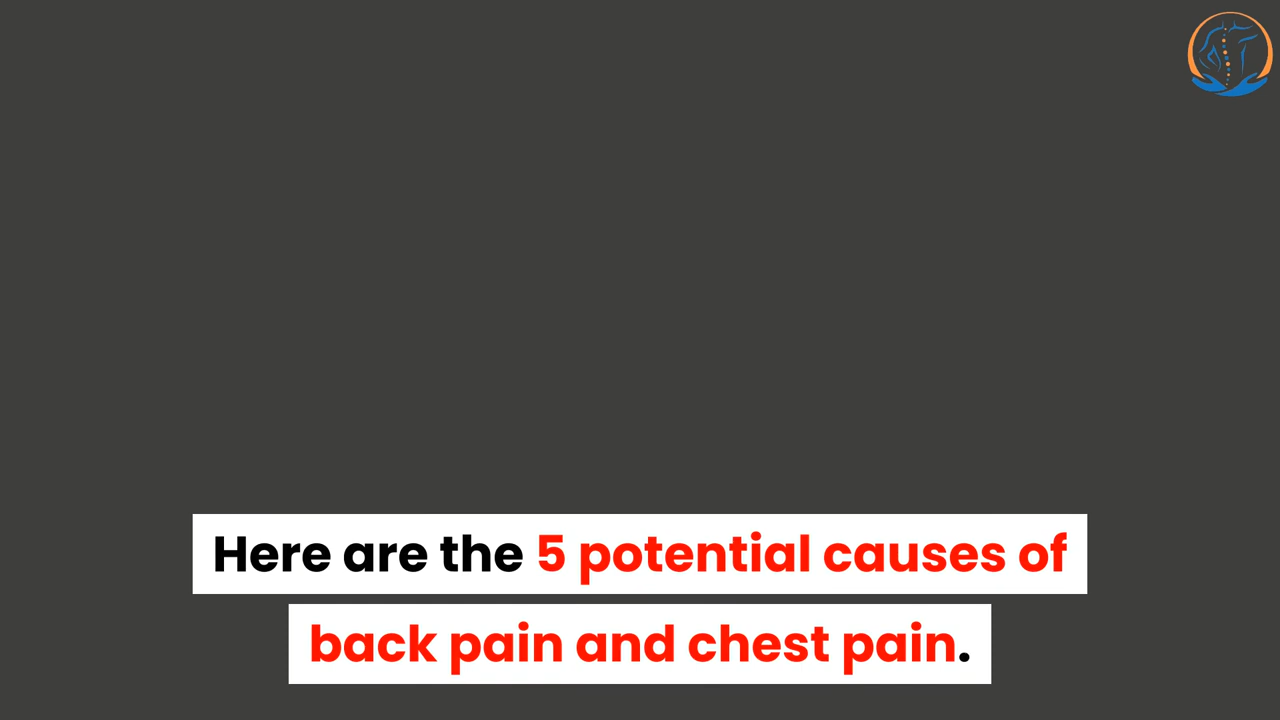 Here are the 5 potential causes of
back pain and chest pain.